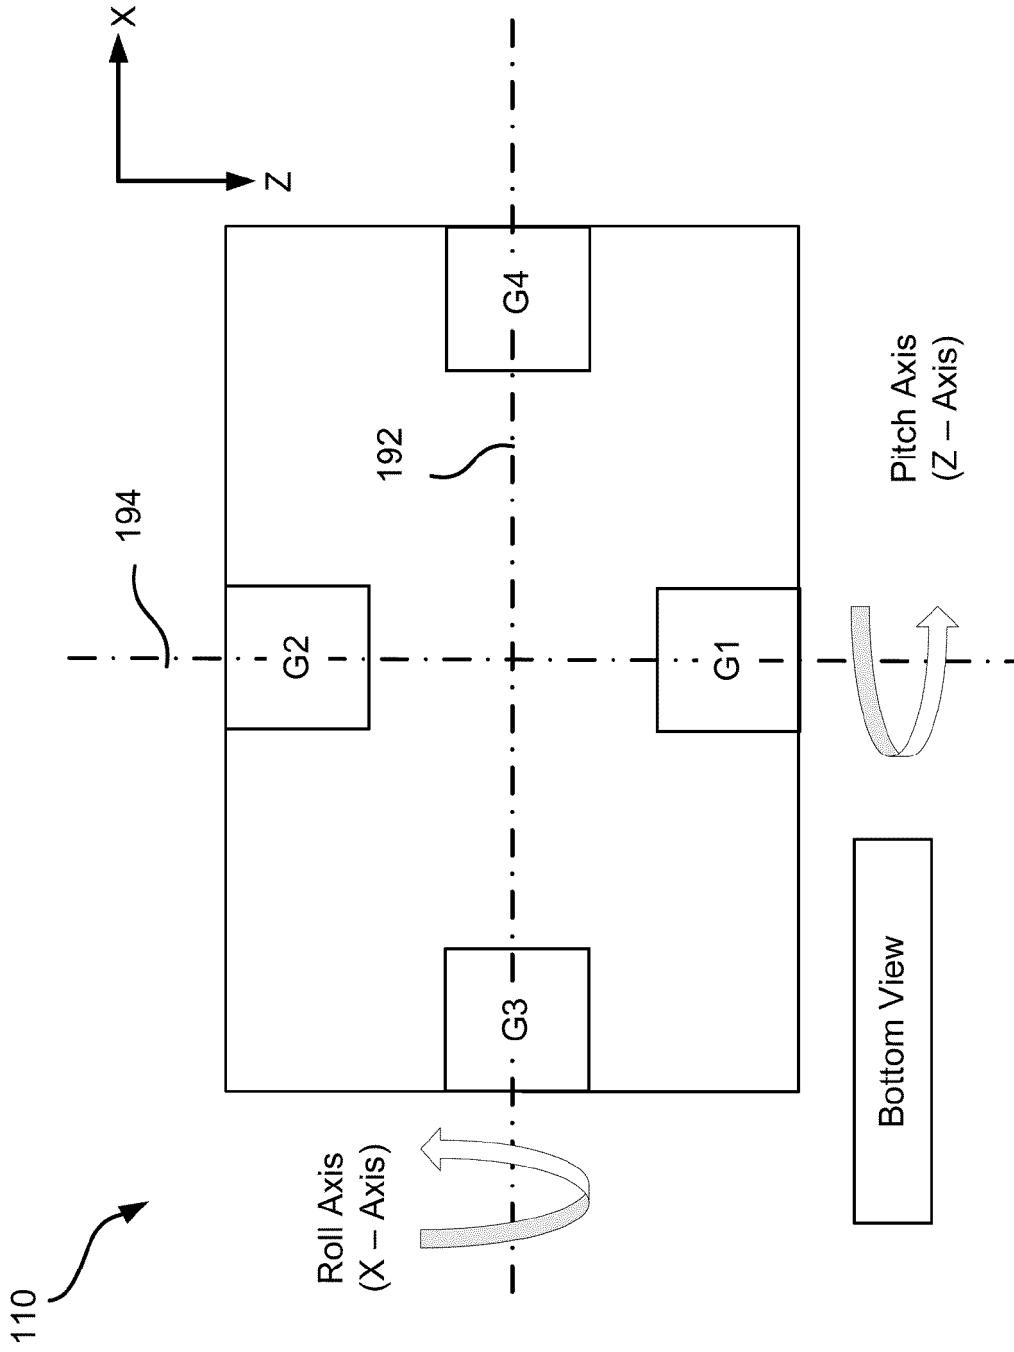 110
194
X
Z
G2
Roll Axis
(X – Axis)
192
G3
G4
G1
Bottom View
Pitch Axis
(Z – Axis)